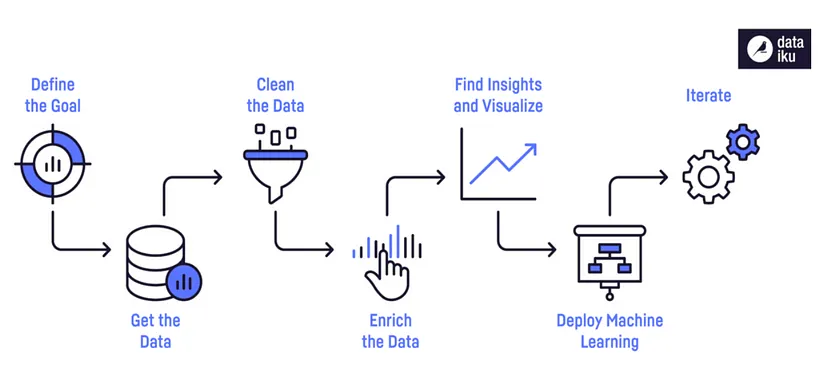 data
iku
Define
the Goal
Get the
Data
Clean
the Data
Enrich
the Data
Find Insights
and Visualize
Deploy Machine
Learning
Iterate